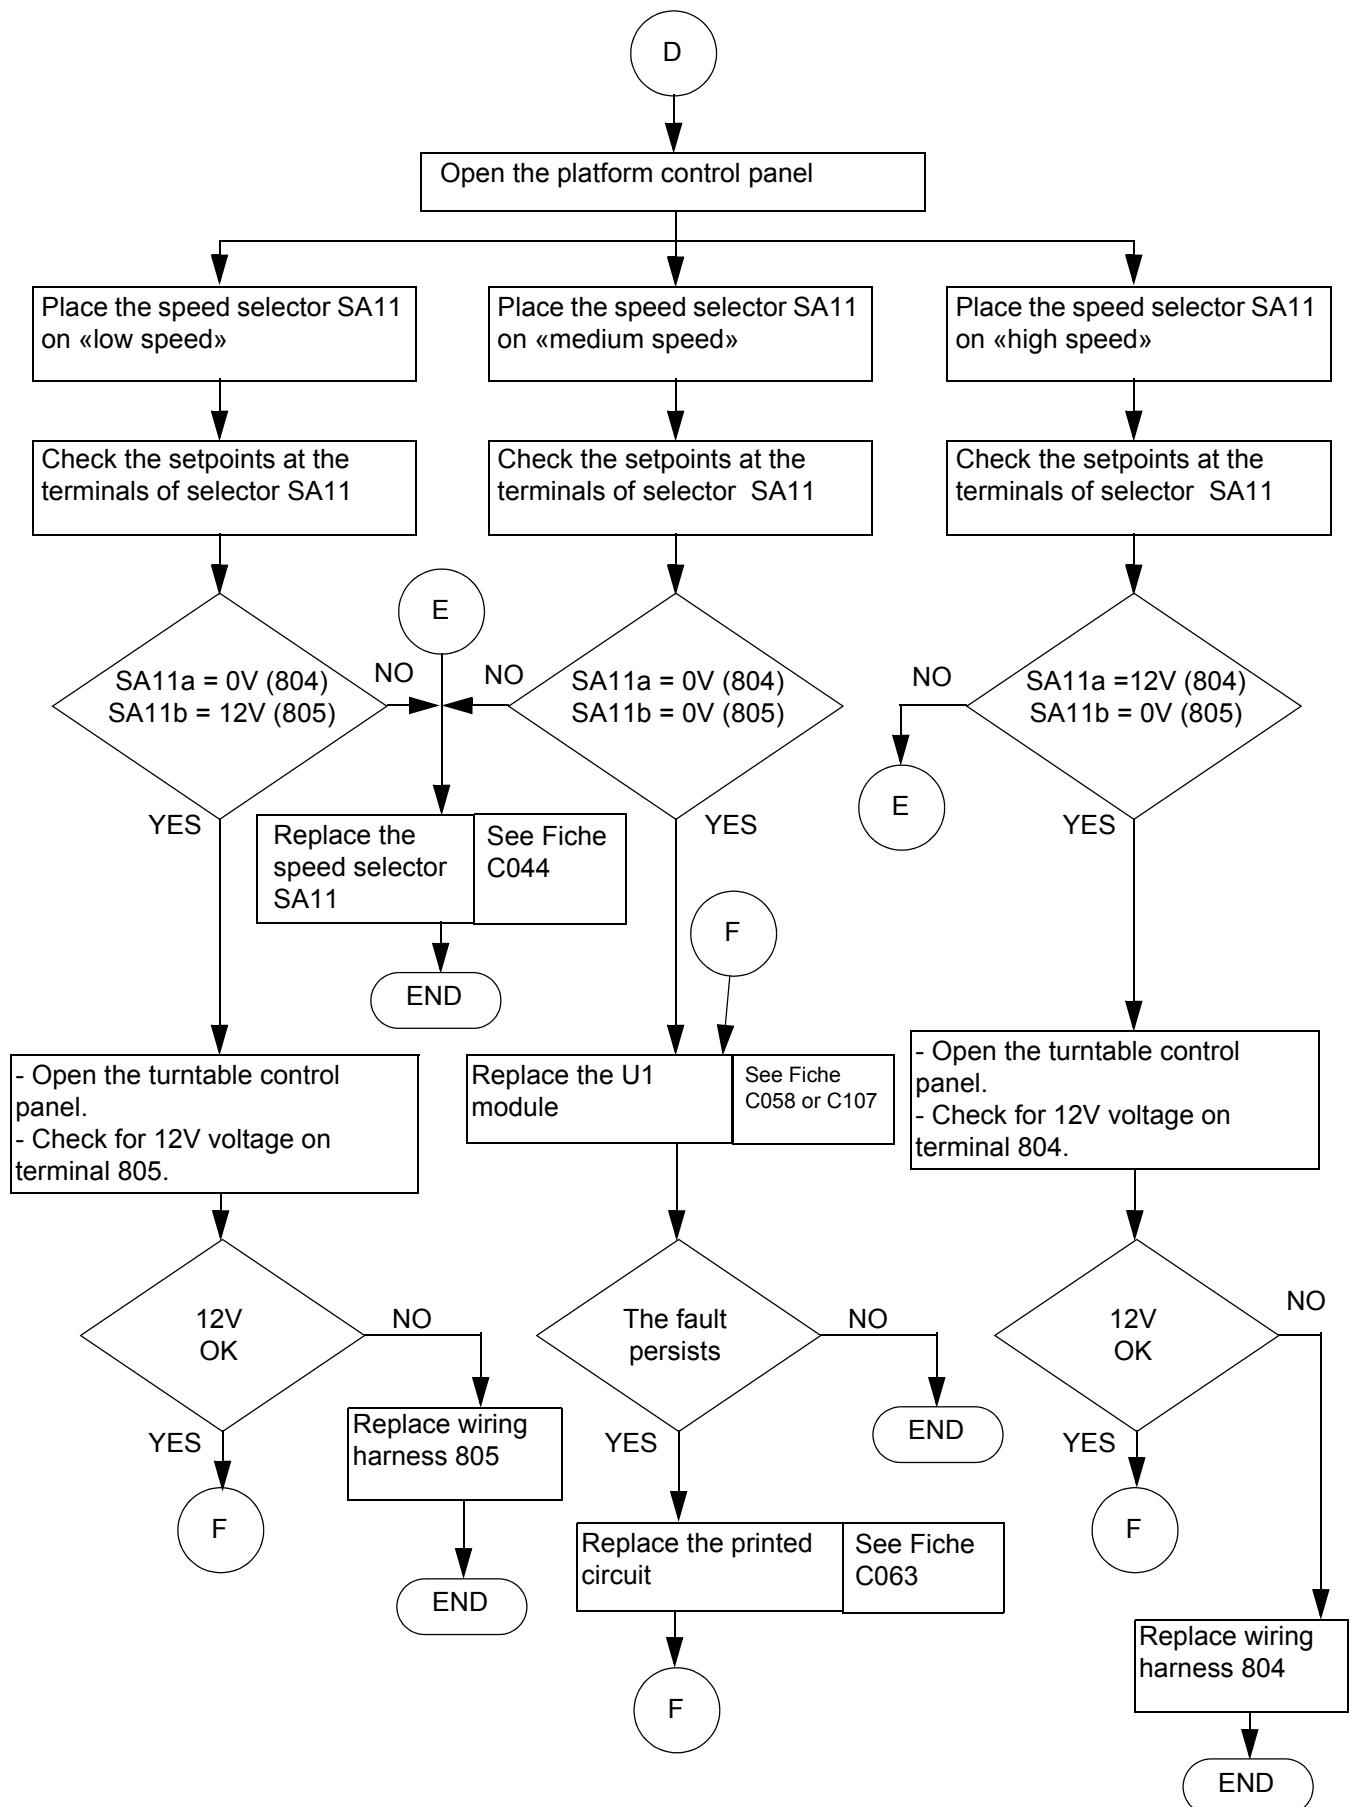 D
Open the platform control panel
Place the speed selector SA11
on «low speed»
Place the speed selector SA11
on «medium speed»
Place the speed selector SA11
on «high speed»
Check the setpoints at the
terminals of selector SA11
Check the setpoints at the
terminals of selector SA11
Check the setpoints at the
terminals of selector SA11
E
SA11a = 0V (804)
SA11b = 12V (805)
NO
NO
SA11a = 0V (804)
SA11b = 0V (805)
NO
SA11a =12V (804)
SA11b = 0V (805)
E
YES
YES
YES
Replace the
speed selector
SA11
See Fiche
C044
F
END
- Open the turntable control
panel.
- Check for 12V voltage on
terminal 805.
Replace the U1
module
See Fiche
C058 or C107
- Open the turntable control
panel.
- Check for 12V voltage on
terminal 804.
12V
OK
NO
The fault
persists
NO
12V
OK
NO
YES
Replace wiring
harness 805
YES
END
YES
F
Replace the printed
circuit
See Fiche
C063
F
END
Replace wiring
harness 804
F
END